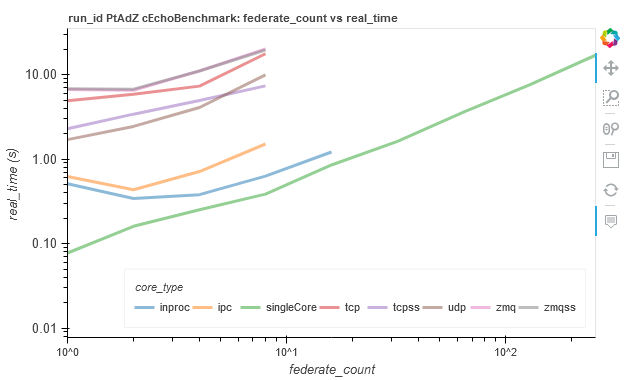 run_id PtAdZ cEchoBenchmark: federate_count vs real_time
10.00
1.00
0.10
0.01
real_time (s)
10^0
10^1
10^2
federate_count
core_type
inproc ipc singleCore tcp tcpss udp zmq zmqss